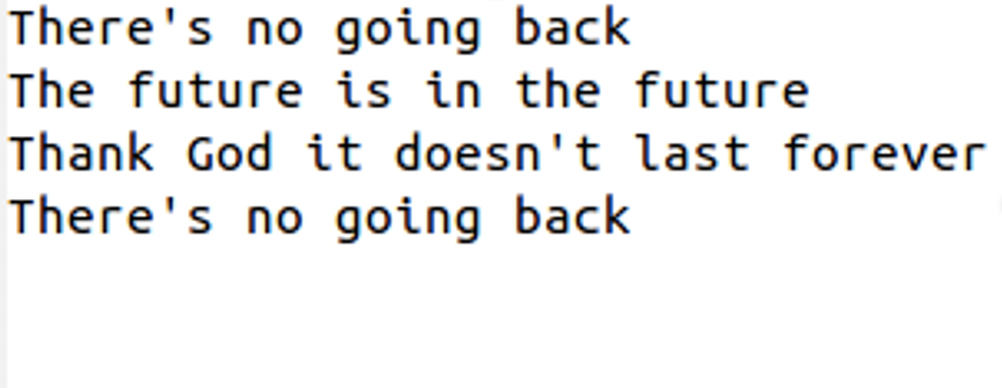 There's no going back
The future is in the future
Thank God it doesn't last forever
There's no going back